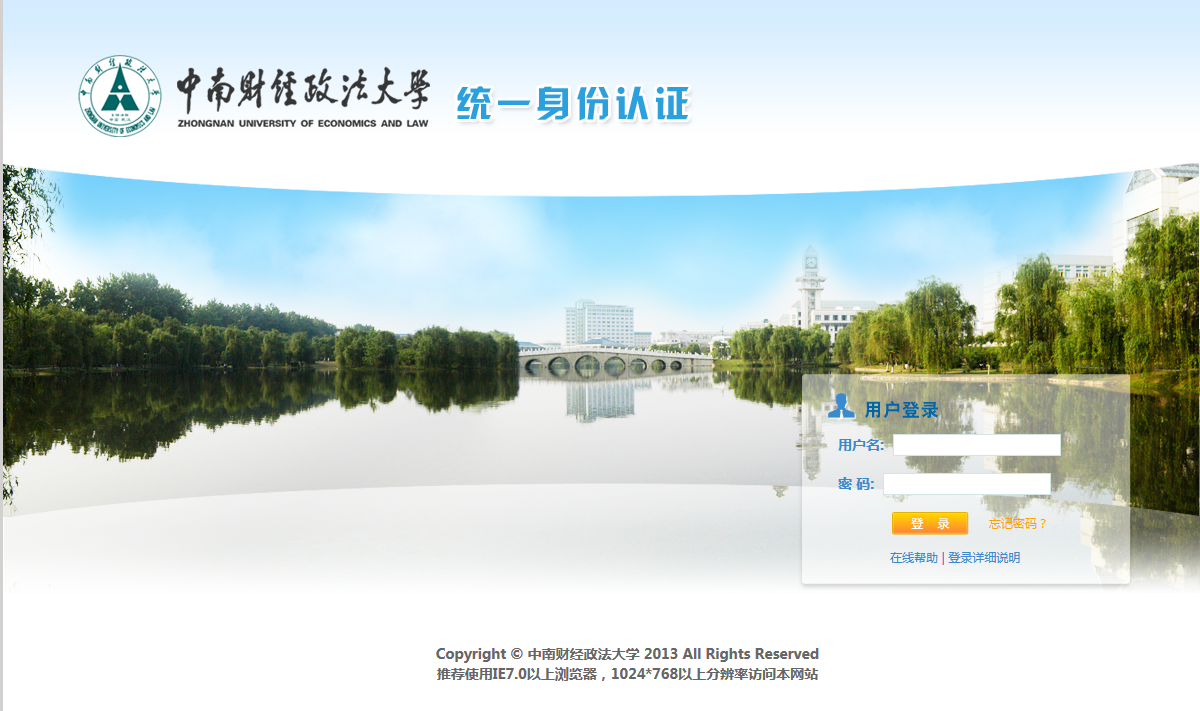 中南财经政法大学
ZHONGNAN UNIVERSITY OF ECONOMICS AND LAW
统一身份认证
用户登录
用户名:
密 码:
登 录 忘记密码？
在线帮助 | 登录详细说明
Copyright © 中南财经政法大学 2013 All Rights Reserved
推荐使用IE7.0以上浏览器，1024*768以上分辨率访问本网站